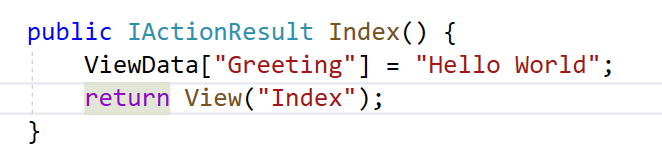 public IActionResult Index() {
    ViewData["Greeting"] = "Hello World";
    return View("Index");
}